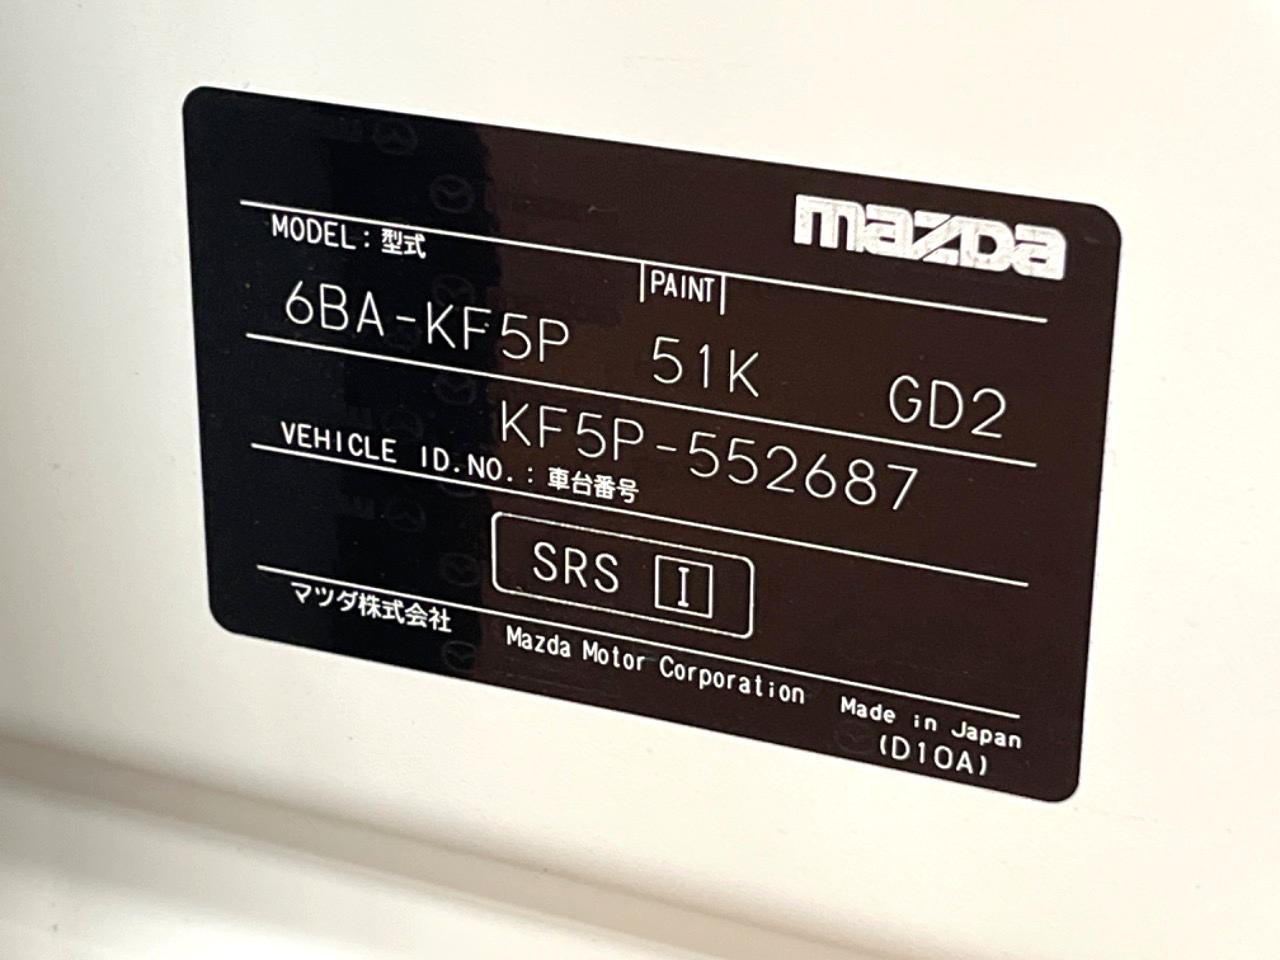 mazda
MODEL：型式
PAINT
6BA-KF5P 51K GD2
KF5P-552687
VEHICLE ID.NO.：車台番号
SRS I
マツダ株式会社 Mazda Motor Corporation Made in Japan
(D10A)